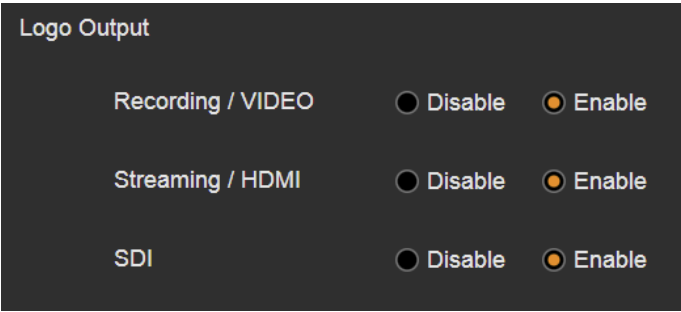 Logo Output
Recording / VIDEO Disable Enable
Streaming / HDMI Disable Enable
SDI Disable Enable